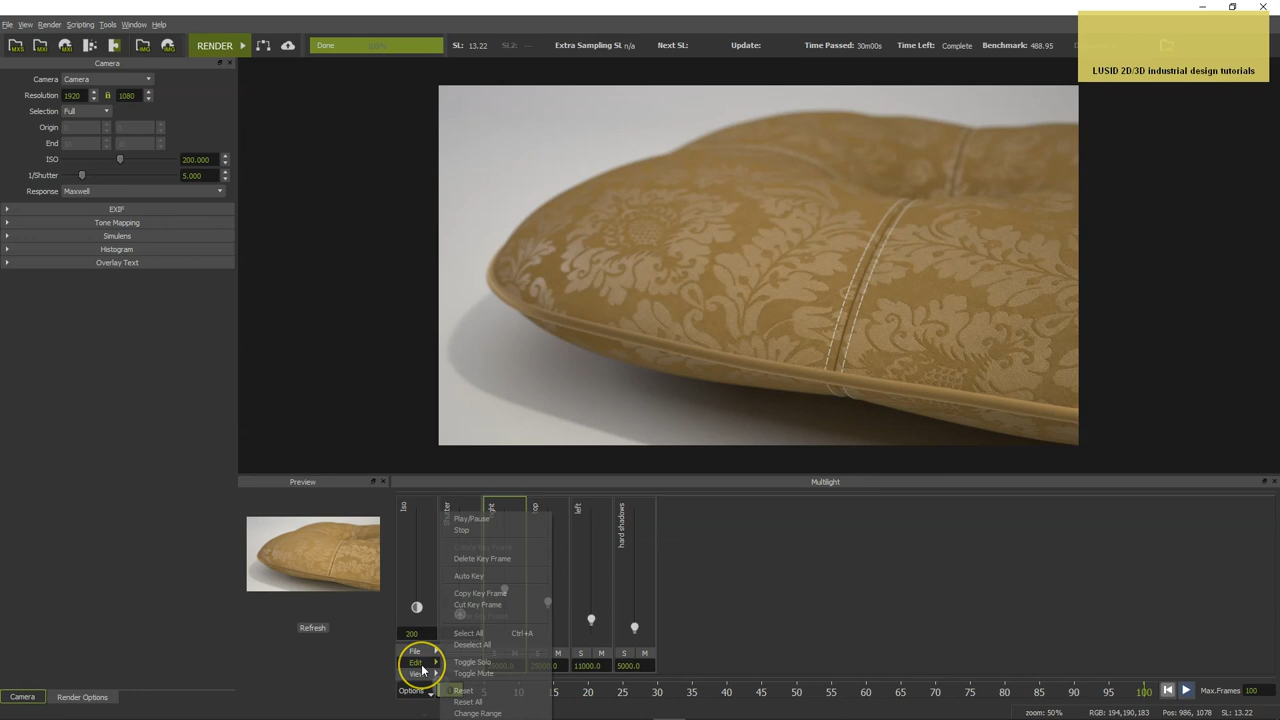 File View Render Scripting Tools Window Help
RENDER
Done 100%
SL: 13.22
SL2: ---
Extra Sampling SL n/a
Next SL:
Update:
Time Passed: 30m00s
Time Left: Complete
Benchmark: 488.95
LUSID 2D/3D industrial design tutorials
Camera
Camera Camera
Resolution 1920 1080
Selection Full
Origin
End
ISO 200.000
1/Shutter 5.000
Response Maxwell
EXIF
Tone Mapping
Simulens
Histogram
Overlay Text
Preview
Multilight
Refresh
Iso
200
Shutter
top
left
hard shadows
S M S M
11000.0 5000.0
File
Edit
View
Options
Play/Pause
Stop
Delete Key Frame
Auto Key
Copy Key Frame
Cut Key Frame
Select All Ctrl+A
Deselect All
Toggle Solo
Toggle Mute
Reset
Reset All
Change Range
5 10 15 20 25 30 35 40 45 50 55 60 65 70 75 80 85 90 95 100
Max.Frames 100
Camera
Render Options
zoom: 50%
RGB: 194,190,183
Pos: 986, 1078
SL: 13.22